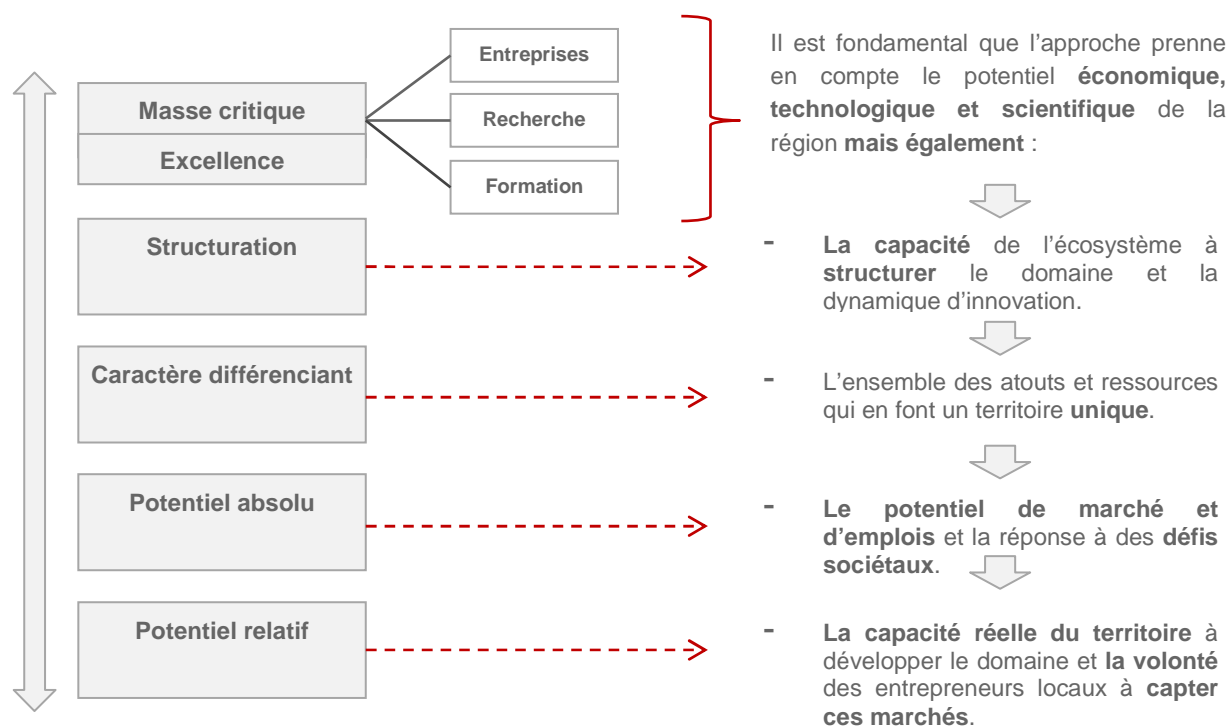 Entreprises
Masse critique
Recherche
Excellence
Formation
Il est fondamental que l’approche prenne
en compte le potentiel économique,
technologique et scientifique de la
région mais également :
Structuration
- La capacité de l’écosystème à
structurer le domaine et la
dynamique d’innovation.
Caractère différenciant
- L’ensemble des atouts et ressources
qui en font un territoire unique.
Potentiel absolu
- Le potentiel de marché et
d’emplois et la réponse à des défis
sociétaux.
Potentiel relatif
- La capacité réelle du territoire à
développer le domaine et la volonté
des entrepreneurs locaux à capter
ces marchés.